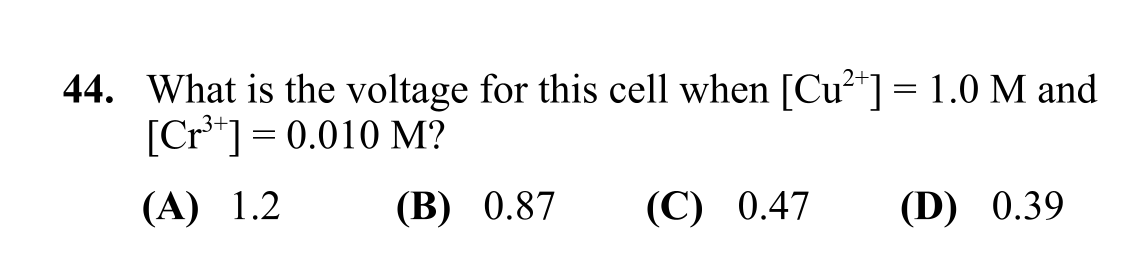 44. What is the voltage for this cell when [Cu²⁺] = 1.0 M and
[Cr³⁺] = 0.010 M?
(A) 1.2 (B) 0.87 (C) 0.47 (D) 0.39